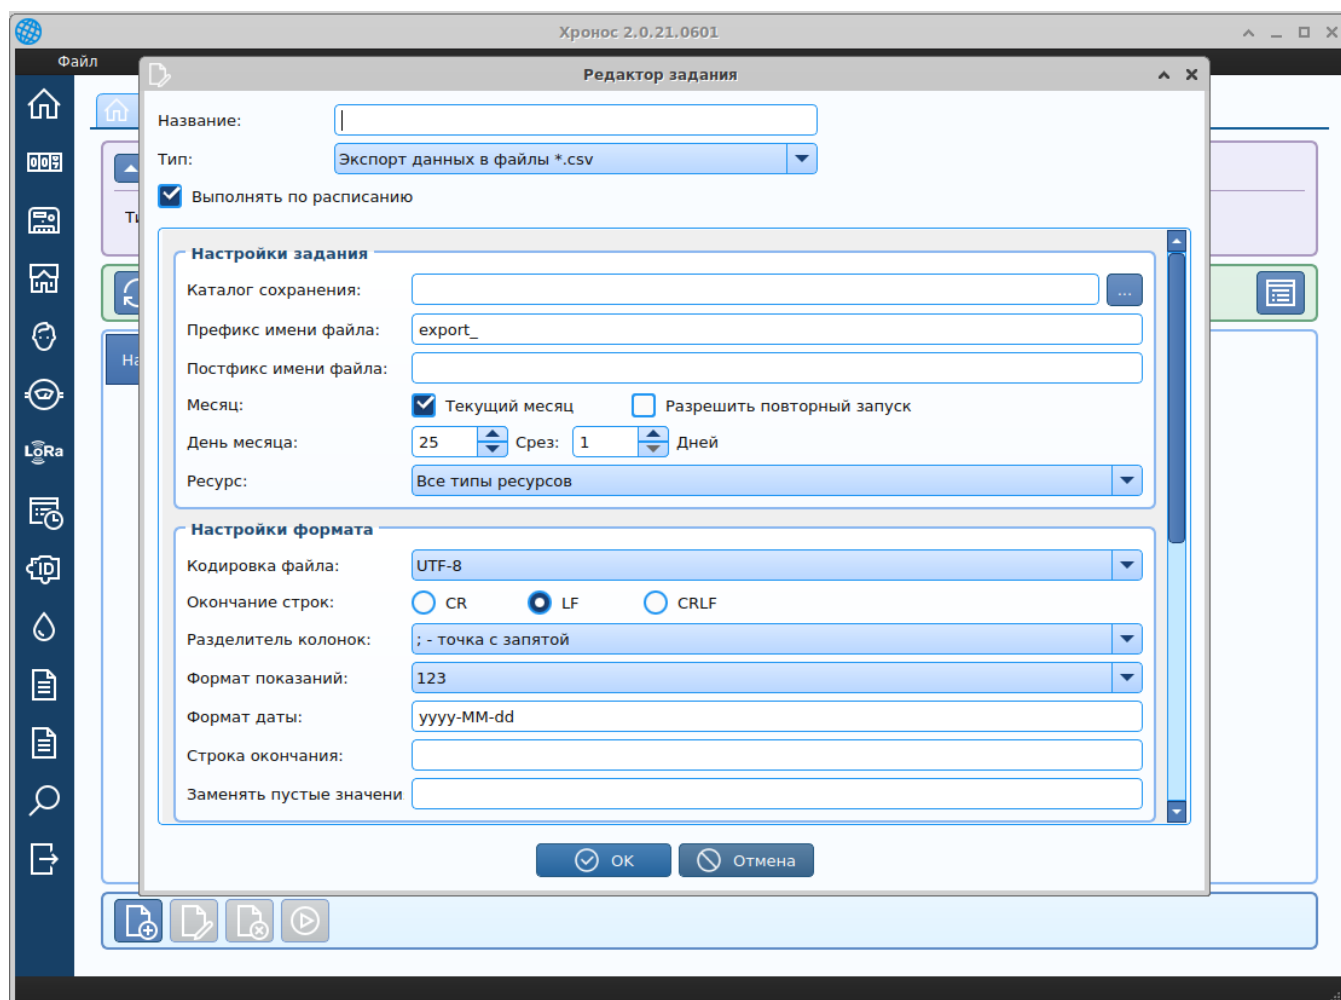 Хронос 2.0.21.0601
Файл
Редактор задания
Название:
Тип: Экспорт данных в файлы *.csv
Выполнять по расписанию
Настройки задания
Каталог сохранения: ...
Префикс имени файла: export_
Постфикс имени файла:
Месяц: Текущий месяц Разрешить повторный запуск
День месяца: 25 Срез: 1 Дней
Ресурс: Все типы ресурсов
Настройки формата
Кодировка файла: UTF-8
Окончание строк: CR LF CRLF
Разделитель колонок: ; - точка с запятой
Формат показаний: 123
Формат даты: yyyy-MM-dd
Строка окончания:
Заменять пустые значени
OK Отмена
LoRa
ID